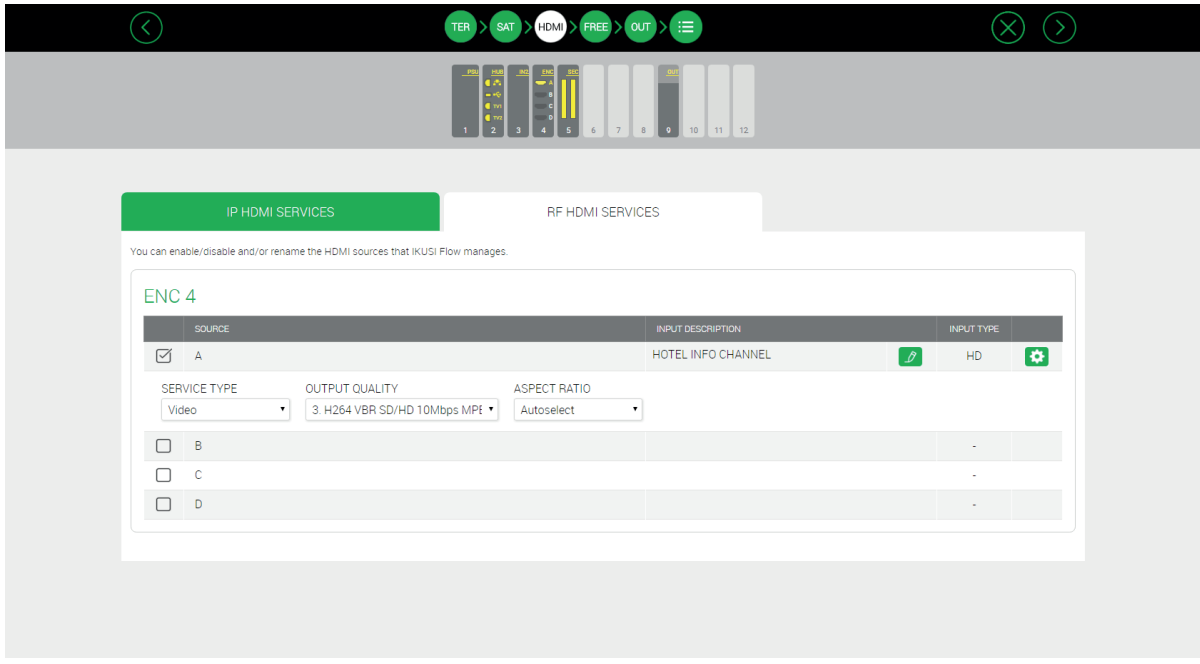 TER > SAT > HDMI > FREE > OUT >
PSU HUB IN2 ENC SEC OUT
A
B
TV1 C
TV2 D
1 2 3 4 5 6 7 8 9 10 11 12
IP HDMI SERVICES RF HDMI SERVICES
You can enable/disable and/or rename the HDMI sources that IKUSI Flow manages.
ENC 4
SOURCE INPUT DESCRIPTION INPUT TYPE
A HOTEL INFO CHANNEL HD
SERVICE TYPE OUTPUT QUALITY ASPECT RATIO
Video 3. H264 VBR SD/HD 10Mbps MPE Autoselect
B -
C -
D -